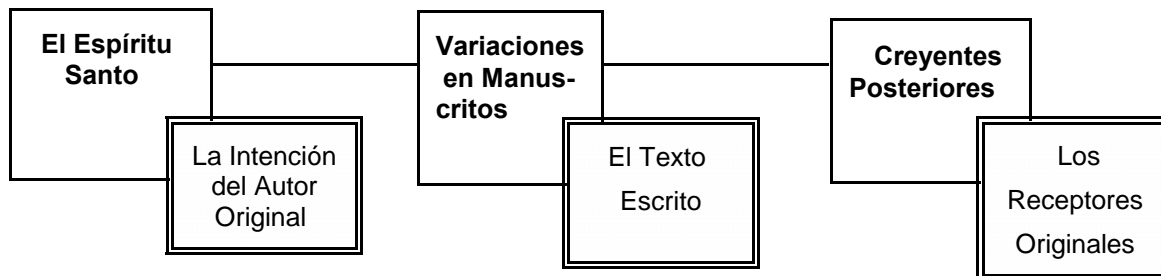 El Espíritu
Santo
La Intención
del Autor
Original
Variaciones
en Manus-
critos
El Texto
Escrito
Creyentes
Posteriores
Los
Receptores
Originales